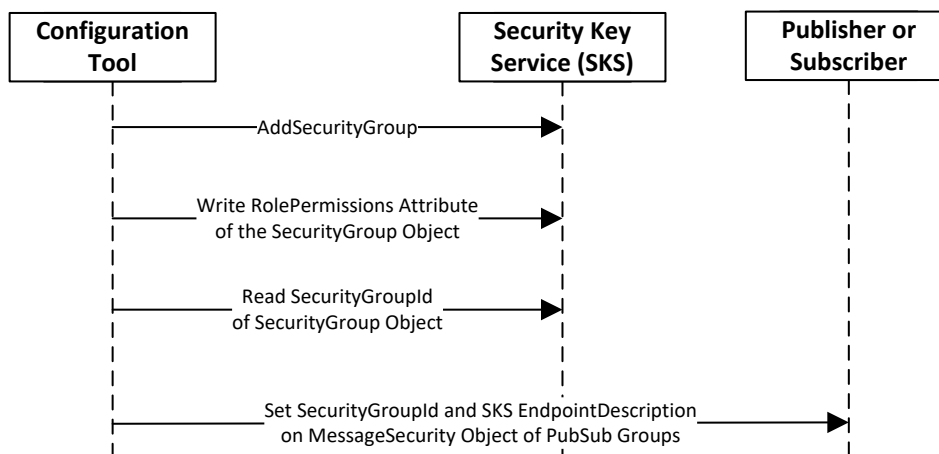 Configuration
Tool
Security Key
Service (SKS)
Publisher or
Subscriber
AddSecurityGroup
Write RolePermissions Attribute
of the SecurityGroup Object
Read SecurityGroupId
of SecurityGroup Object
Set SecurityGroupId and SKS EndpointDescription
on MessageSecurity Object of PubSub Groups